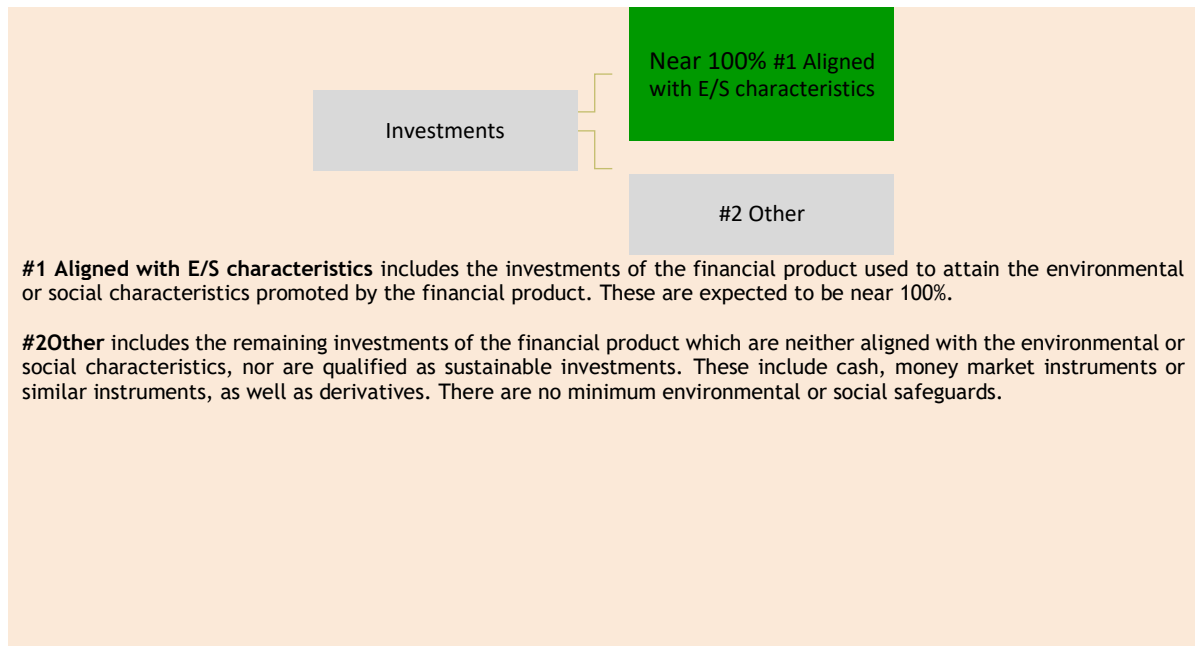 Near 100% #1 Aligned
with E/S characteristics
Investments
#2 Other
#1 Aligned with E/S characteristics includes the investments of the financial product used to attain the environmental
or social characteristics promoted by the financial product. These are expected to be near 100%.
#2Other includes the remaining investments of the financial product which are neither aligned with the environmental or
social characteristics, nor are qualified as sustainable investments. These include cash, money market instruments or
similar instruments, as well as derivatives. There are no minimum environmental or social safeguards.